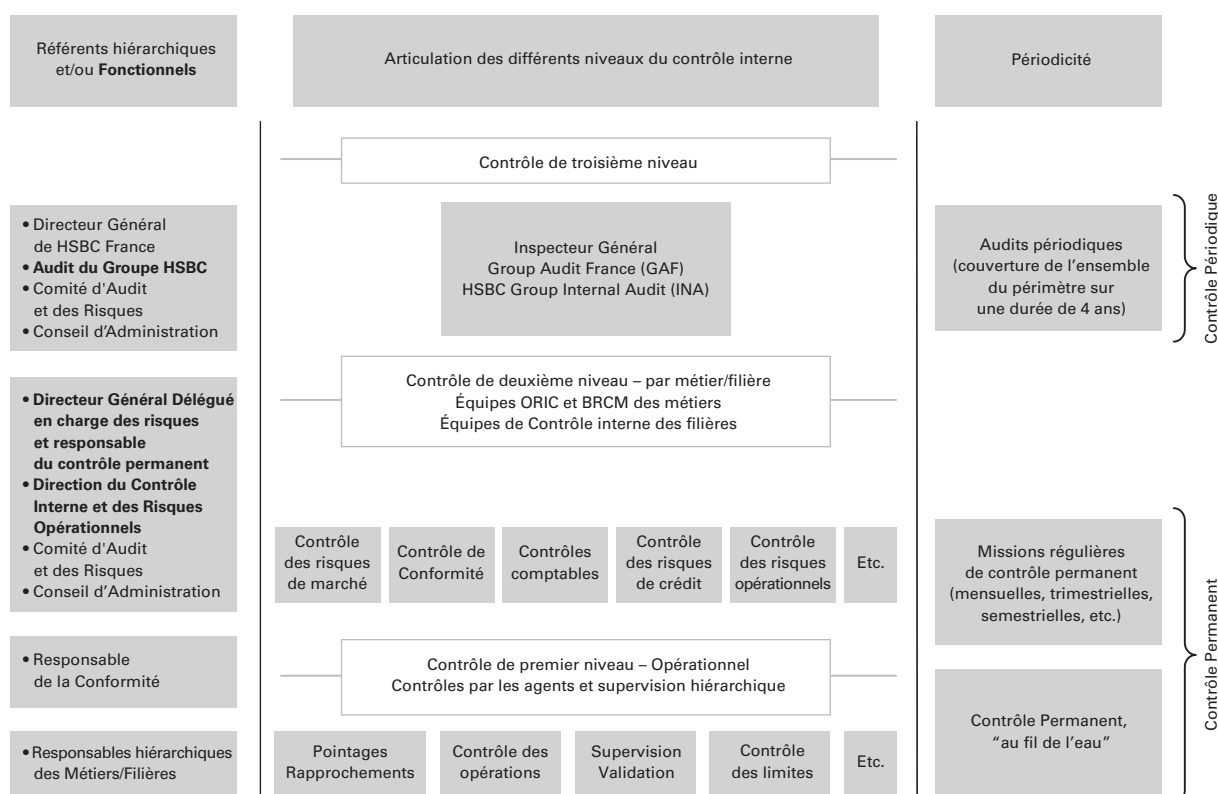 Référents hiérarchiques
et/ou Fonctionnels
Articulation des différents niveaux du contrôle interne
Périodicité
Contrôle de troisième niveau
• Directeur Général
de HSBC France
• Audit du Groupe HSBC
• Comité d'Audit
et des Risques
• Conseil d'Administration
Inspecteur Général
Group Audit France (GAF)
HSBC Group Internal Audit (INA)
Audits périodiques
(couverture de l'ensemble
du périmètre sur
une durée de 4 ans)
Contrôle Périodique
Contrôle de deuxième niveau – par métier/filière
Équipes ORIC et BRCM des métiers
Équipes de Contrôle interne des filières
• Directeur Général Délégué
en charge des risques
et responsable
du contrôle permanent
• Direction du Contrôle
Interne et des Risques
Opérationnels
• Comité d'Audit
et des Risques
• Conseil d'Administration
Contrôle
des risques
de marché
Contrôle de
Conformité
Contrôles
comptables
Contrôle
des risques
de crédit
Contrôle
des risques
opérationnels
Etc.
Missions régulières
de contrôle permanent
(mensuelles, trimestrielles,
semestrielles, etc.)
Contrôle Permanent
• Responsable
de la Conformité
Contrôle de premier niveau – Opérationnel
Contrôles par les agents et supervision hiérarchique
Contrôle Permanent,
"au fil de l'eau"
• Responsables hiérarchiques
des Métiers/Filières
Pointages
Rapprochements
Contrôle des
opérations
Supervision
Validation
Contrôle
des limites
Etc.